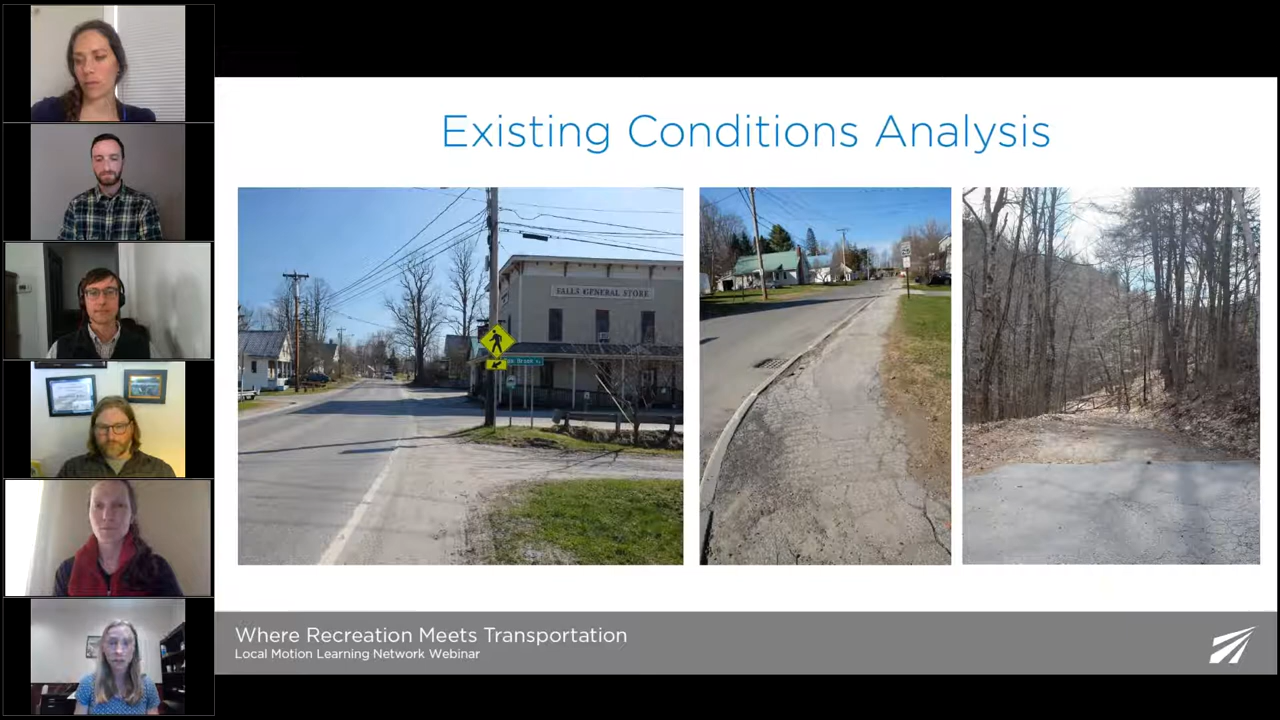 Existing Conditions Analysis
FALLS GENERAL STORE
Where Recreation Meets Transportation
Local Motion Learning Network Webinar